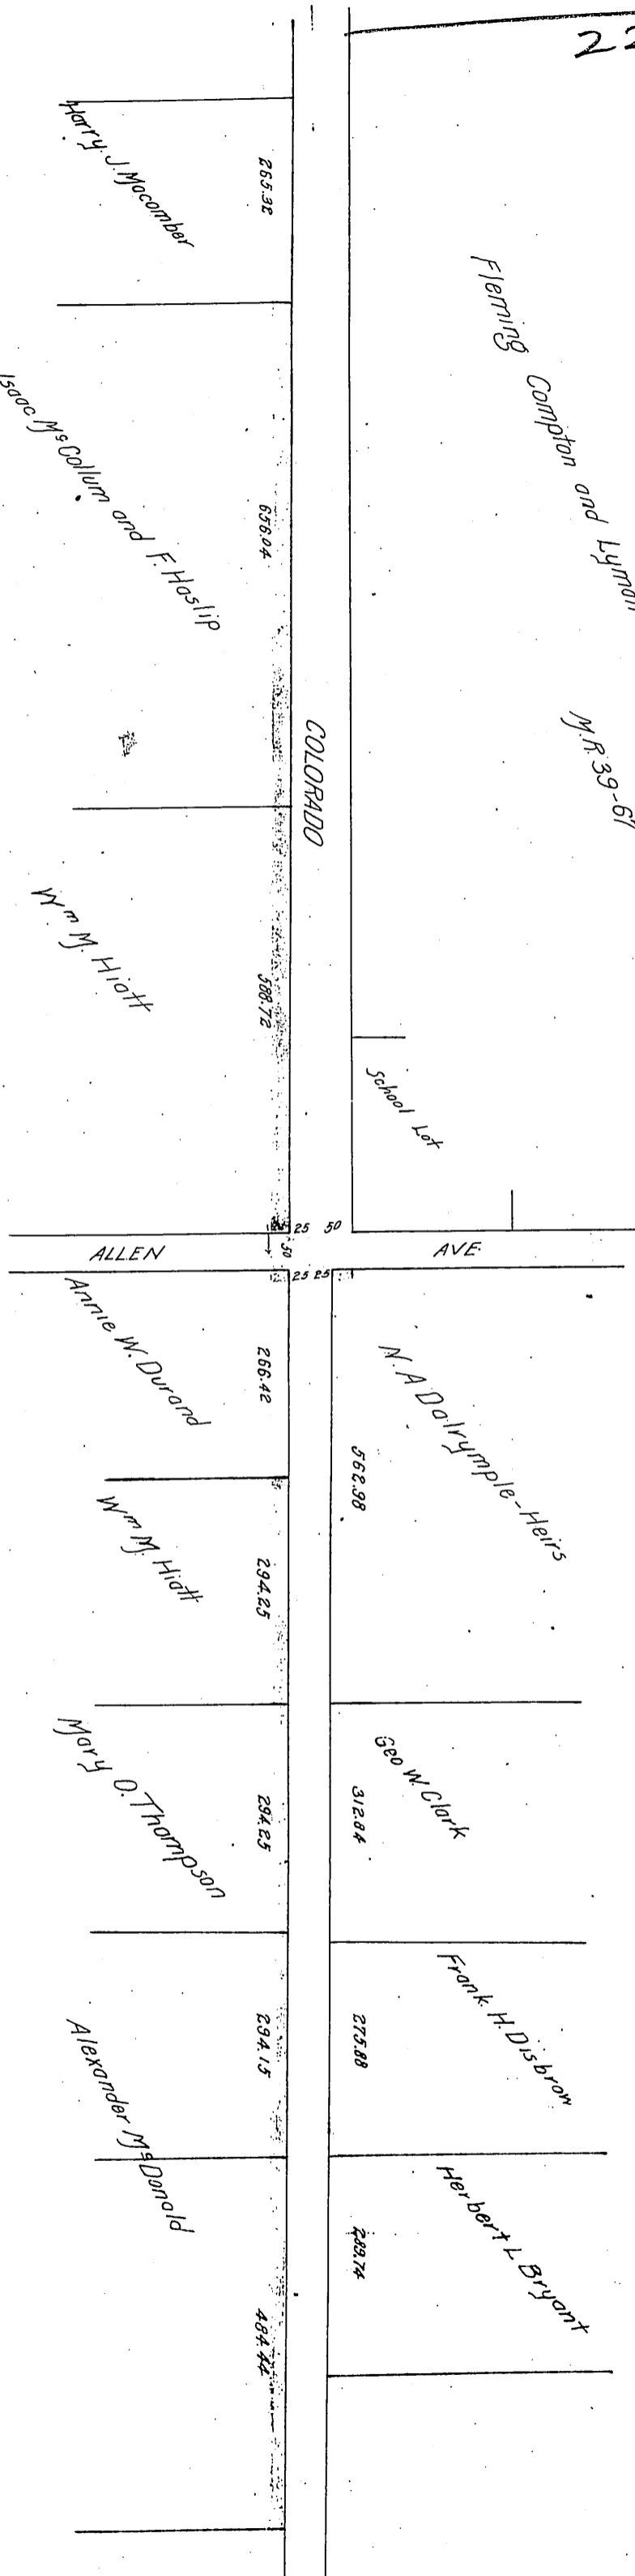 22
Harry J. Macomber
265.32
Fleming Compton and Lyman
Isaac McCollum and F. Haslip
656.04
M.R. 39-67
COLORADO
Wm M. Hiatt
588.72
School Lot
25 50
ALLEN
50
AVE.
25 25
Annie W. Durand
266.42
N. A Dalrymple-Heirs
562.98
Wm M. Hiatt
294.25
Mary D. Thompson
294.25
Geo W. Clark
312.84
Alexander McDonald
294.15
Frank. H. Disbrow
275.88
Herbert L Bryant
289.74
484.44